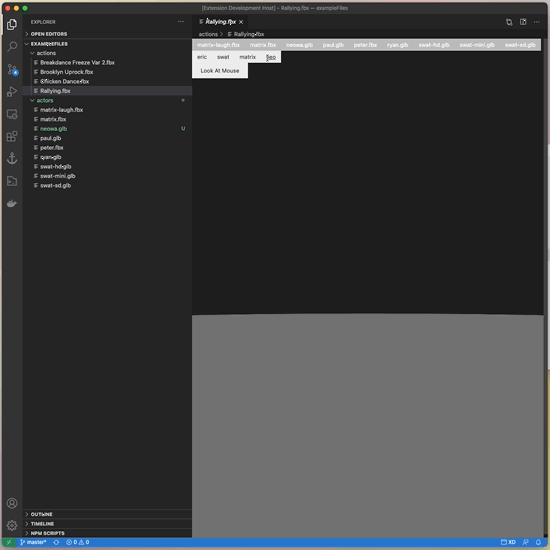 [Extension Development Host] – Rallying.fbx — exampleFiles
EXPLORER
Rallying.fbx
OPEN EDITORS
actions > Rallying.fbx
EXAMPLEFILES
matrix-laugh.fbx matrix.fbx neowa.glb paul.glb peter.fbx ryan.glb swat-hd.glb swat-mini.glb swat-sd.glb
actions
eric swat matrix
Breakdance Freeze Var 2.fbx
Look At Mouse
Brooklyn Uprock.fbx
Chicken Dance.fbx
Rallying.fbx
actors
matrix-laugh.fbx
matrix.fbx
neowa.glb U
paul.glb
peter.fbx
ryan.glb
swat-hd.glb
swat-mini.glb
swat-sd.glb
OUTLINE
TIMELINE
NPM SCRIPTS
master* 0 0 XD